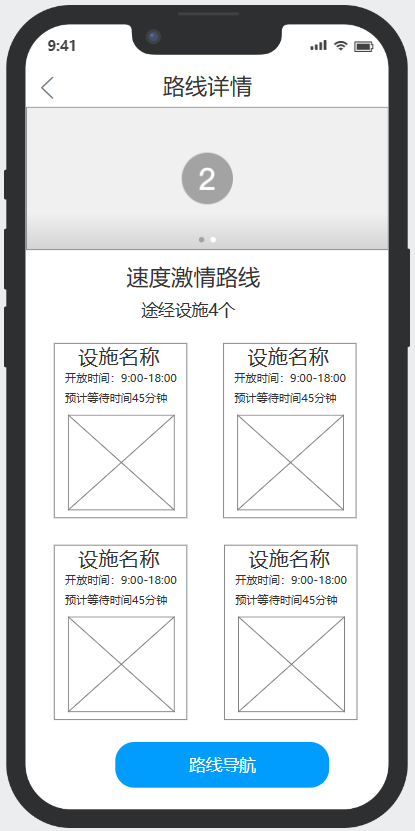 9:41
路线详情
2
速度激情路线
途经设施4个
设施名称
开放时间：9:00-18:00
预计等待时间45分钟
设施名称
开放时间：9:00-18:00
预计等待时间45分钟
设施名称
开放时间：9:00-18:00
预计等待时间45分钟
设施名称
开放时间：9:00-18:00
预计等待时间45分钟
路线导航